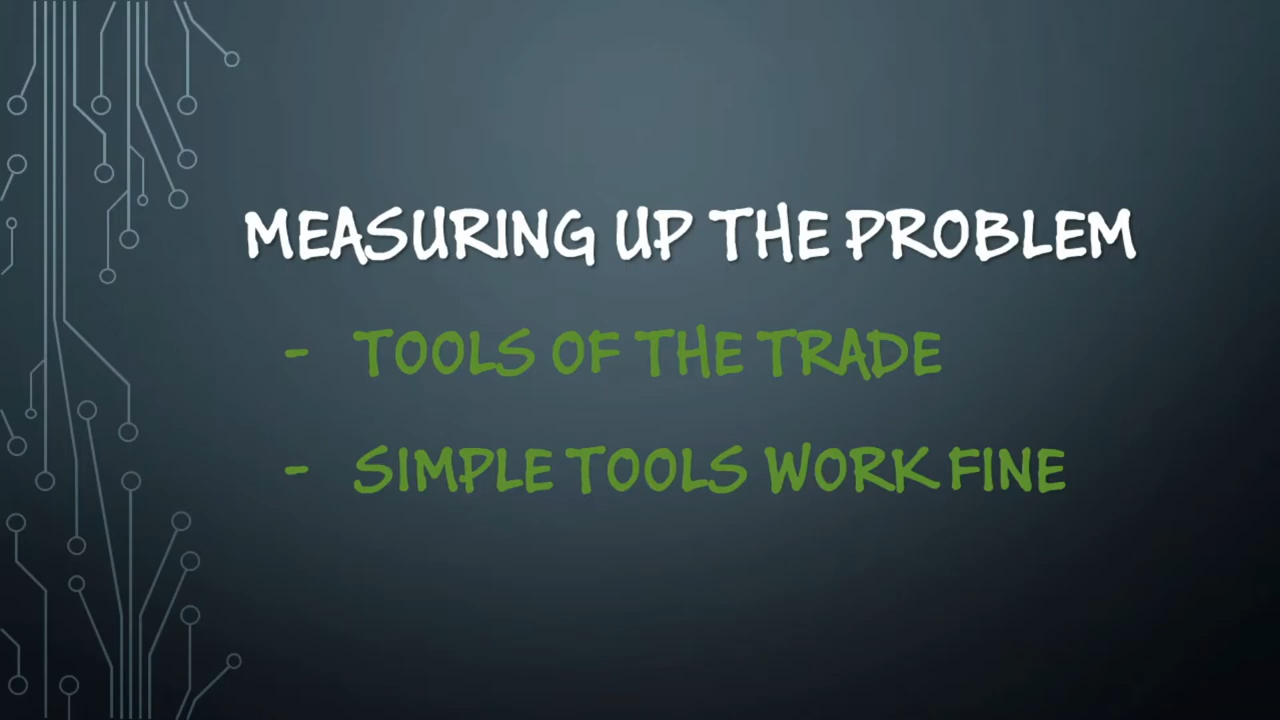 MEASURING UP THE PROBLEM
- TOOLS OF THE TRADE
- SIMPLE TOOLS WORK FINE